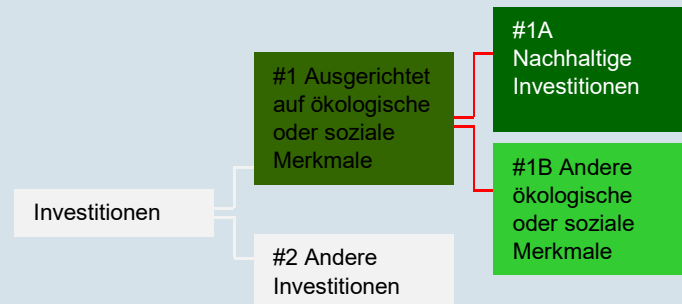 Investitionen
#1 Ausgerichtet
auf ökologische
oder soziale
Merkmale
#2 Andere
Investitionen
#1A
Nachhaltige
Investitionen
#1B Andere
ökologische
oder soziale
Merkmale